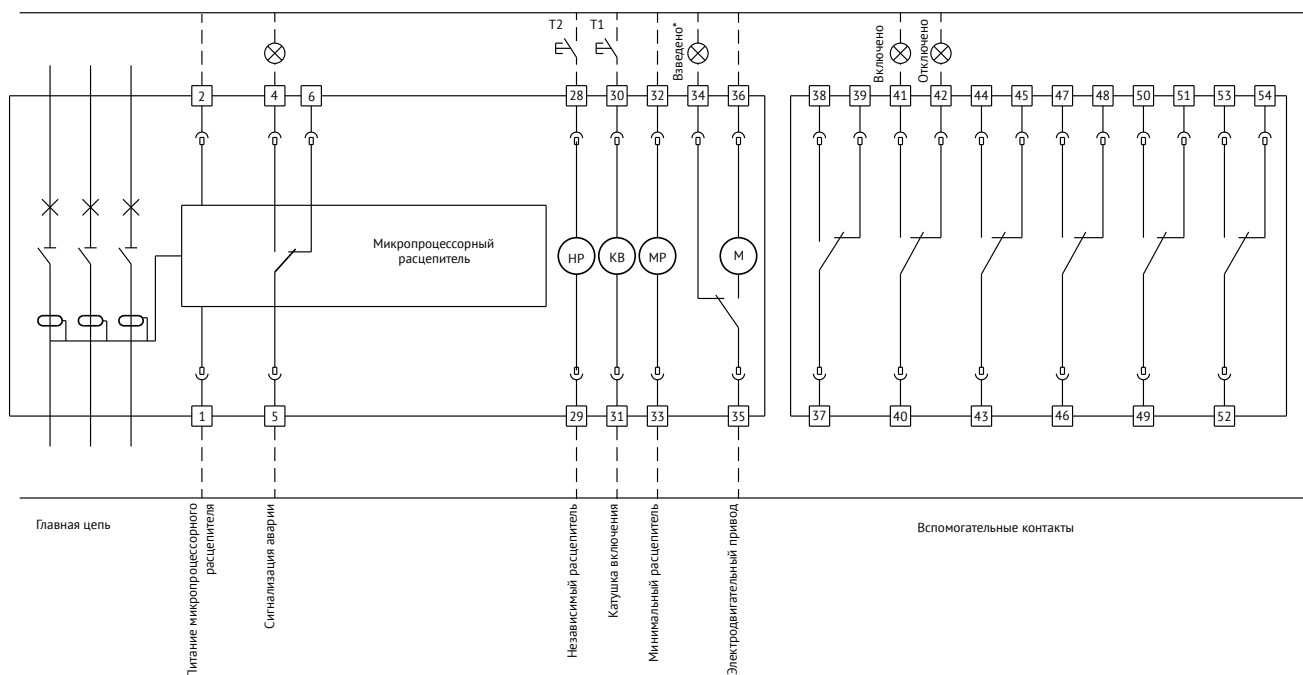 T2
T1
Взведено*
Включено
Отключено
2
4
6
28
30
32
34
36
38
39
41
42
44
45
47
48
50
51
53
54
Микропроцессорный
расцепитель
НР
КВ
МР
М
1
5
29
31
33
35
37
40
43
46
49
52
Главная цепь
Питание микропроцессорного
расцепителя
Сигнализация аварии
Независимый расцепитель
Катушка включения
Минимальный расцепитель
Электродвигательный привод
Вспомогательные контакты